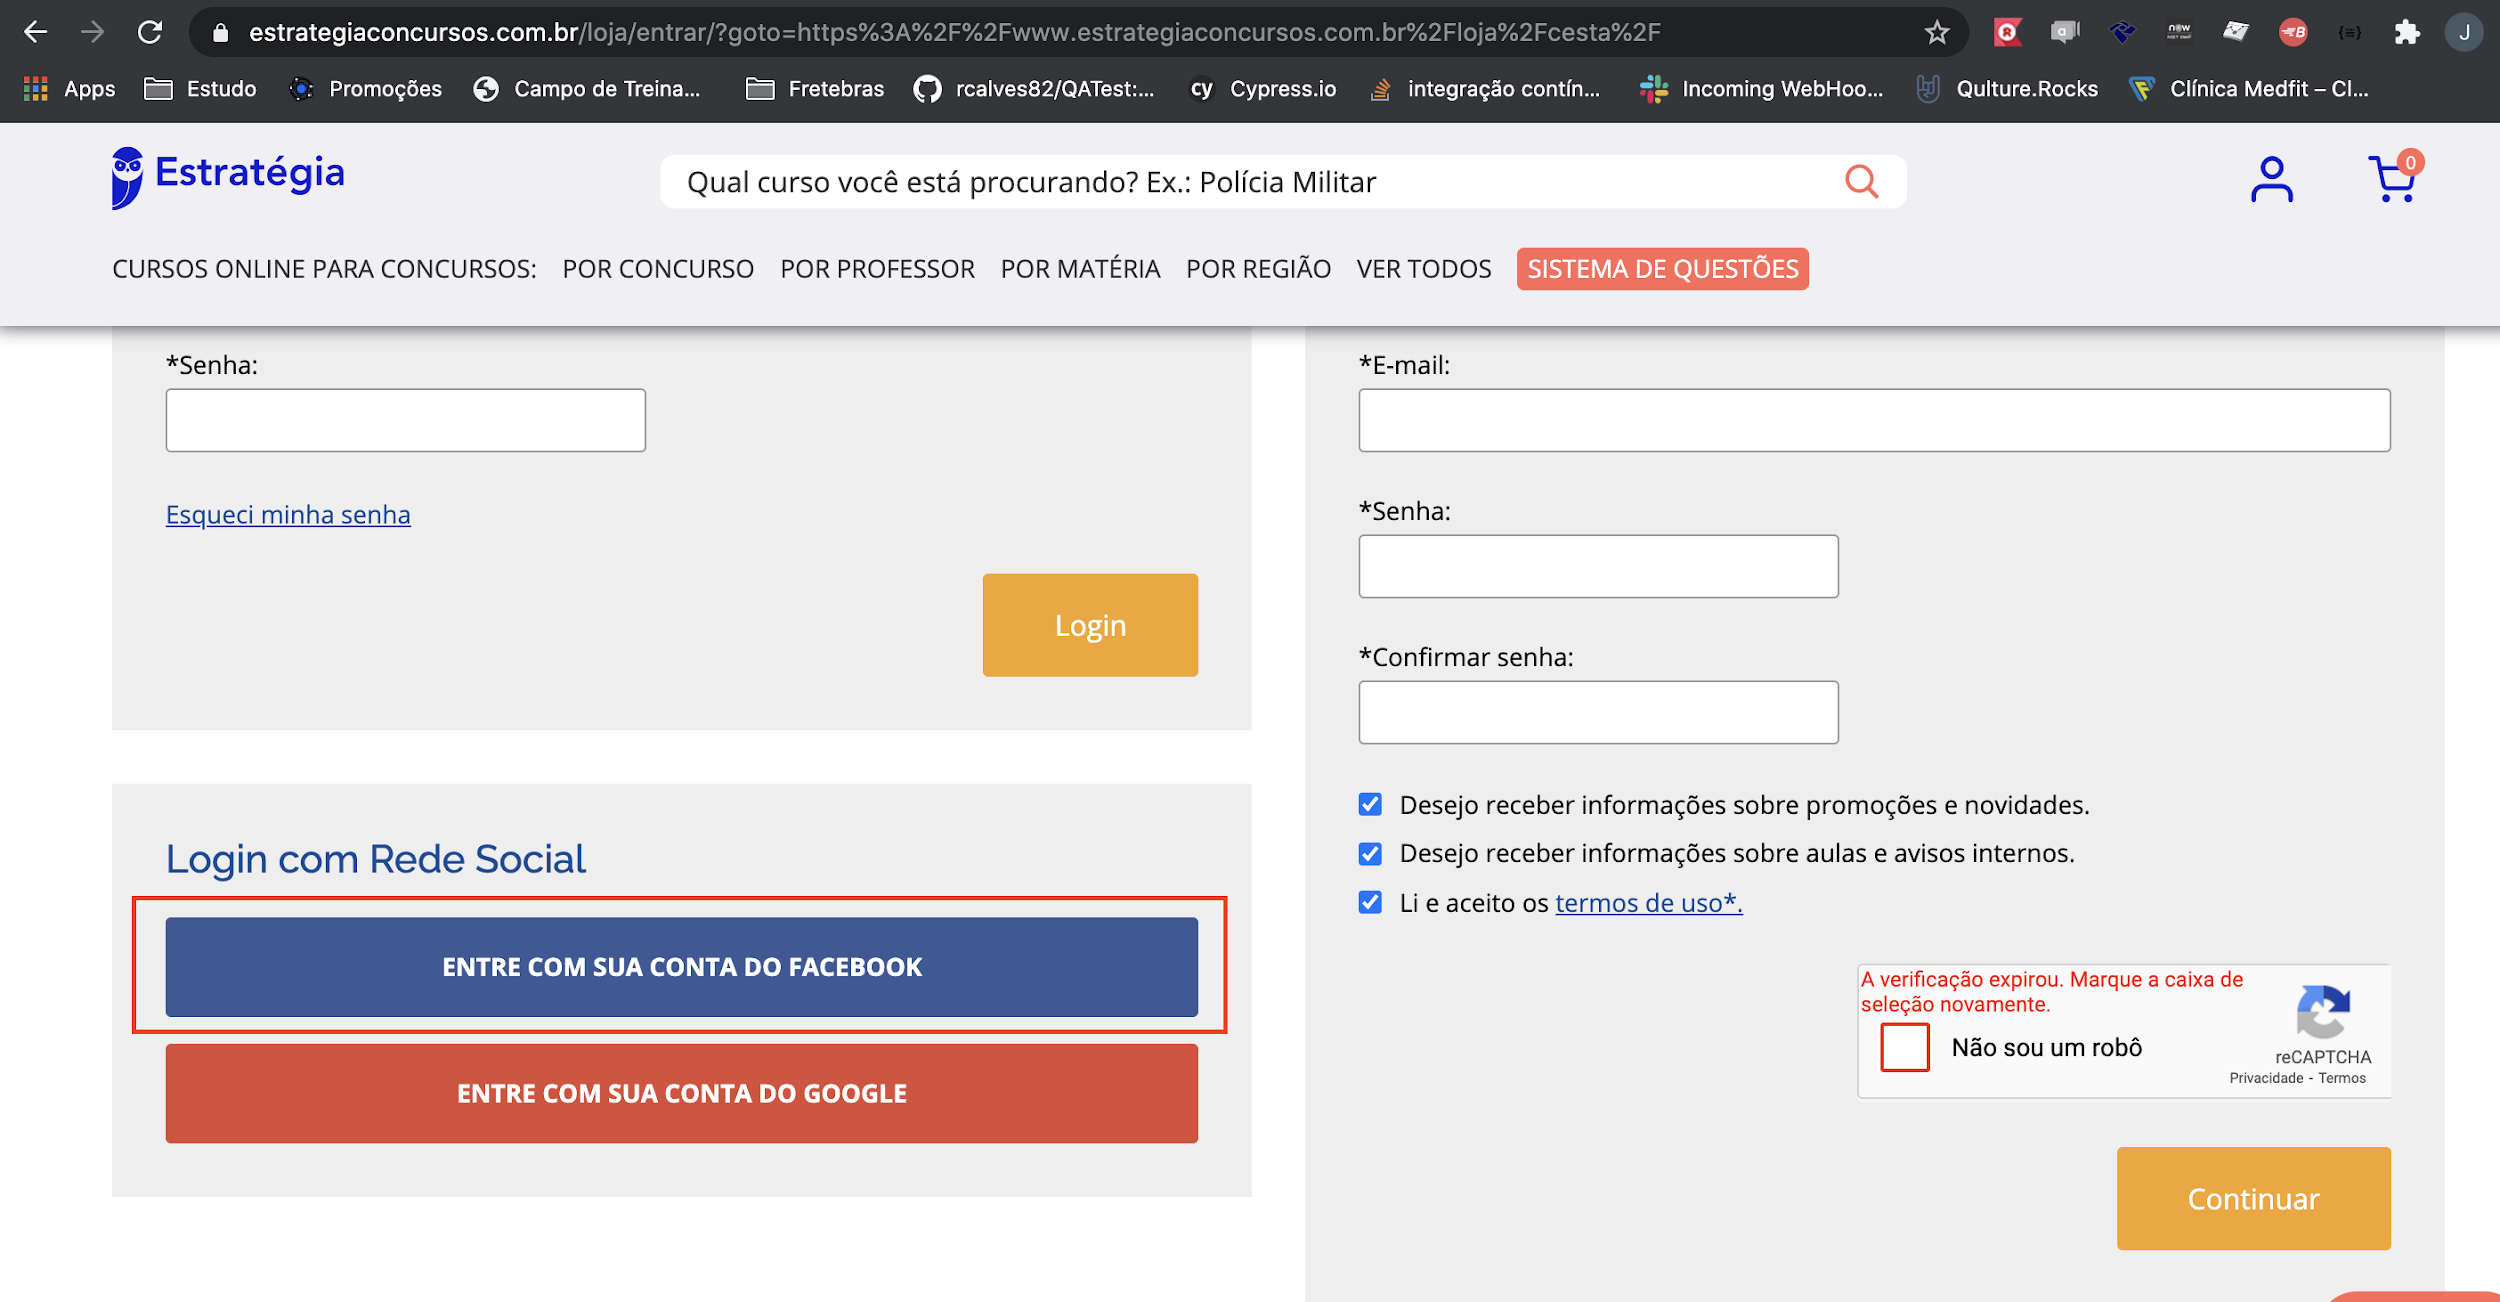 estrategiaconcursos.com.br/loja/entrar/?goto=https%3A%2F%2Fwww.estrategiaconcursos.com.br%2Floja%2Fcesta%2F
J
Apps Estudo Promoções Campo de Treina... Fretebras rcalves82/QATest:... cy Cypress.io integração contín... Incoming WebHoo... Qulture.Rocks Clínica Medfit – Cl...
Estratégia
Qual curso você está procurando? Ex.: Polícia Militar
0
CURSOS ONLINE PARA CONCURSOS: POR CONCURSO POR PROFESSOR POR MATÉRIA POR REGIÃO VER TODOS SISTEMA DE QUESTÕES
*Senha:
Esqueci minha senha
Login
Login com Rede Social
ENTRE COM SUA CONTA DO FACEBOOK
ENTRE COM SUA CONTA DO GOOGLE
*E-mail:
*Senha:
*Confirmar senha:
Desejo receber informações sobre promoções e novidades.
Desejo receber informações sobre aulas e avisos internos.
Li e aceito os termos de uso*.
A verificação expirou. Marque a caixa de
seleção novamente.
Não sou um robô
reCAPTCHA
Privacidade - Termos
Continuar